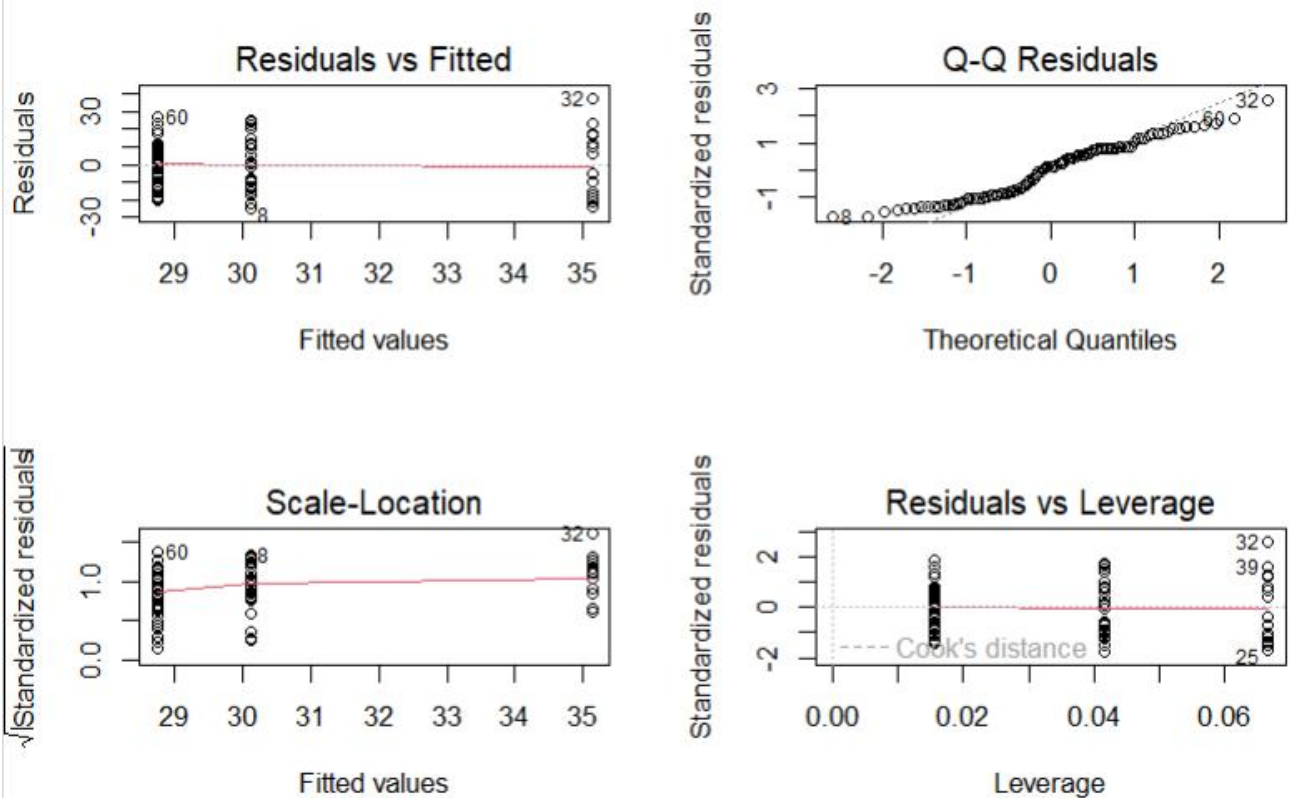 Residuals vs Fitted
Residuals
30
0
-30
60
8
32
29 30 31 32 33 34 35
Fitted values
Q-Q Residuals
Standardized residuals
3
1
-1
8
60
32
-2 -1 0 1 2
Theoretical Quantiles
Scale-Location
√|Standardized residuals|
1.0
0.0
60
8
32
29 30 31 32 33 34 35
Fitted values
Residuals vs Leverage
Standardized residuals
2
0
-2
32
39
25
Cook's distance
0.00 0.02 0.04 0.06
Leverage